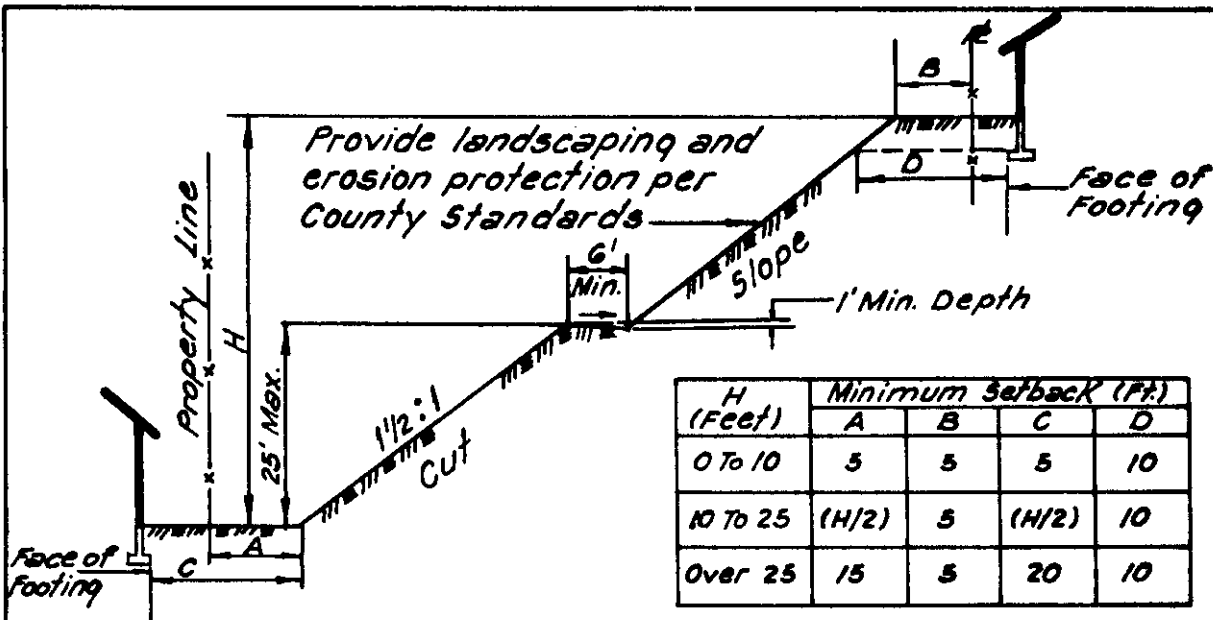 B
℄
Provide landscaping and
erosion protection per
County Standards
D
Face of
Footing
Property Line
H
6'
Min.
Slope
1' Min. Depth
25' Max.
1 1/2 : 1
Cut
A
C
Face of
Footing
H
(Feet)
Minimum Setback (Ft.)
A B C D
0 To 10 5 5 5 10
10 To 25 (H/2) 5 (H/2) 10
Over 25 15 5 20 10